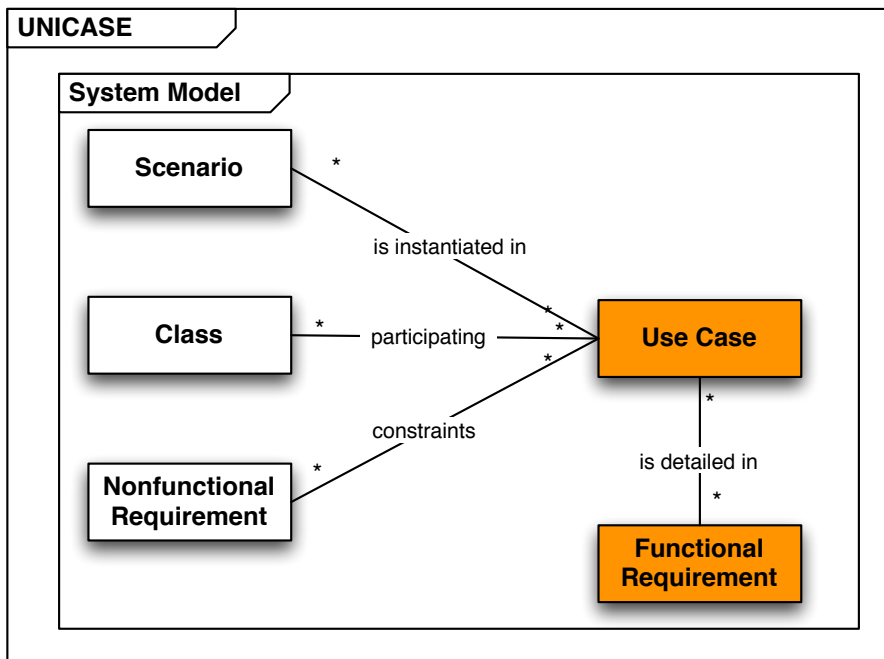 UNICASE
System Model
Scenario
*
is instantiated in
*
Class
*
participating
*
Use Case
*
constraints
*
*
is detailed in
*
Nonfunctional
Requirement
Functional
Requirement